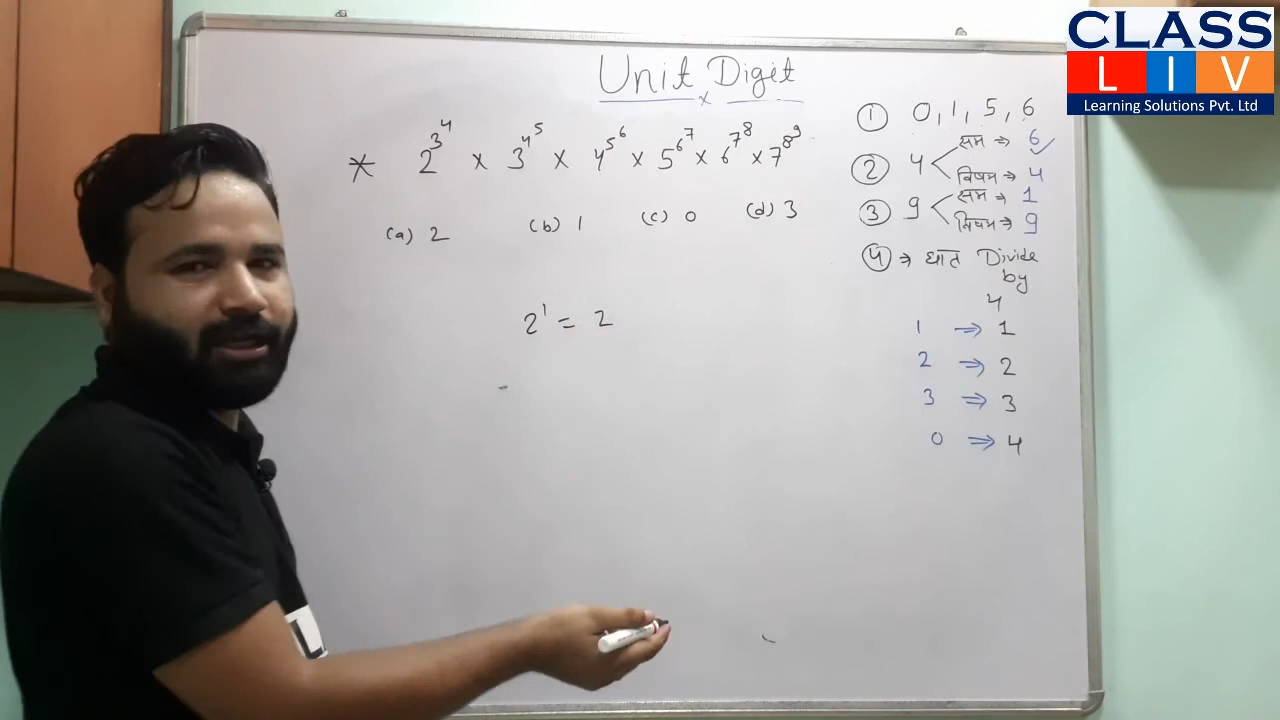 CLASS
LIV
Learning Solutions Pvt. Ltd
Unit Digit
x
* 2^3^4 x 3^4^5 x 4^5^6 x 5^6^7 x 6^7^8 x 7^8^9
(a) 2 (b) 1 (c) 0 (d) 3
2^1 = 2
① 0, 1, 5, 6
② 4 < सम ⇒ 6 ✓
विषम ⇒ 4
③ 9 < सम ⇒ 1
विषम ⇒ 9
④ ⇒ घात Divide
by
4
1 ⇒ 1
2 ⇒ 2
3 ⇒ 3
0 ⇒ 4
L